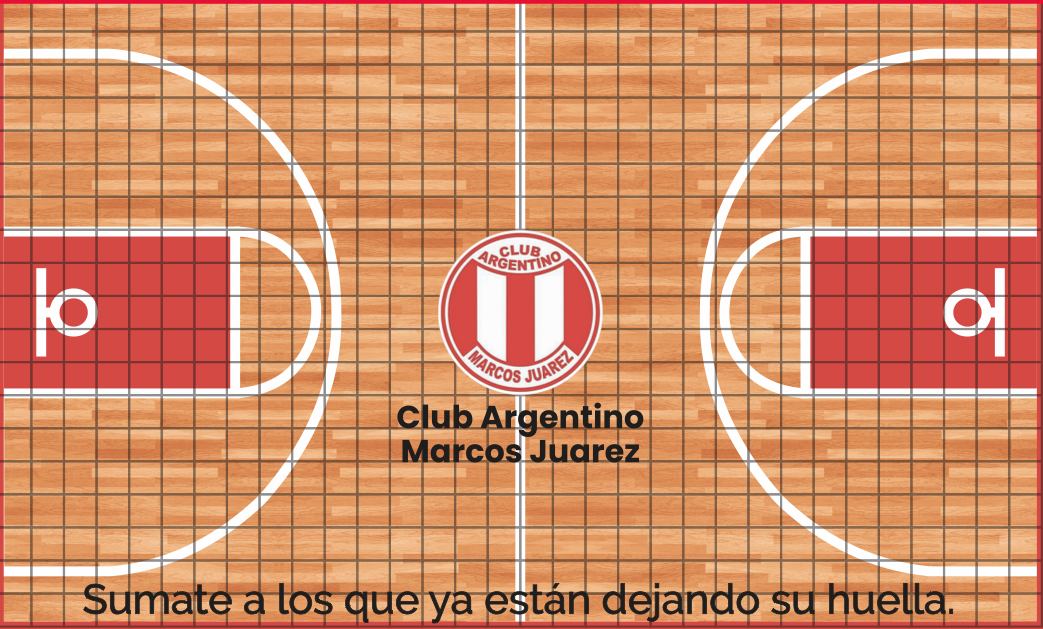 CLUB
ARGENTINO
MARCOS JUAREZ
Club Argentino
Marcos Juarez
Sumate a los que ya están dejando su huella.